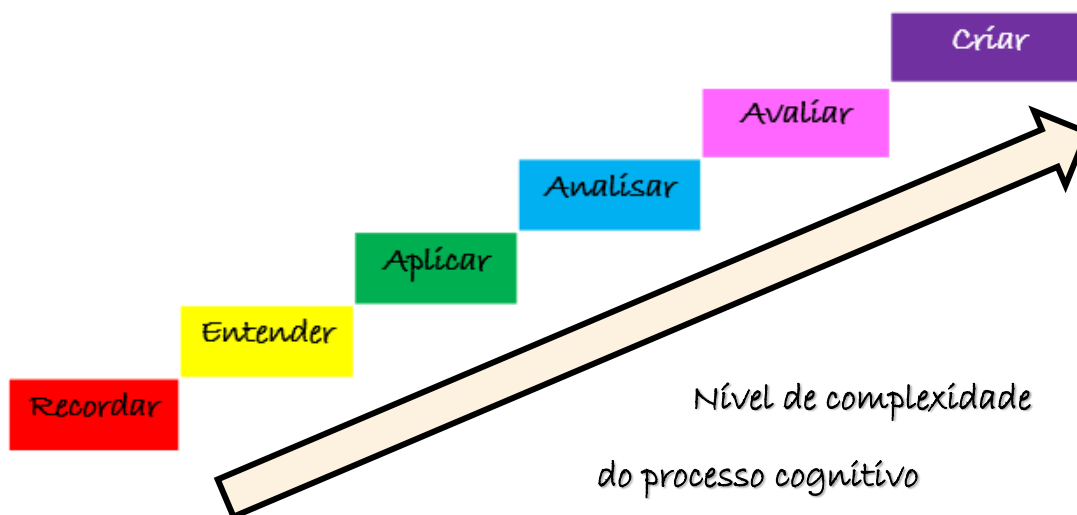 Criar
Avaliar
Analisar
Aplicar
Entender
Recordar
Nível de complexidade
do processo cognitivo